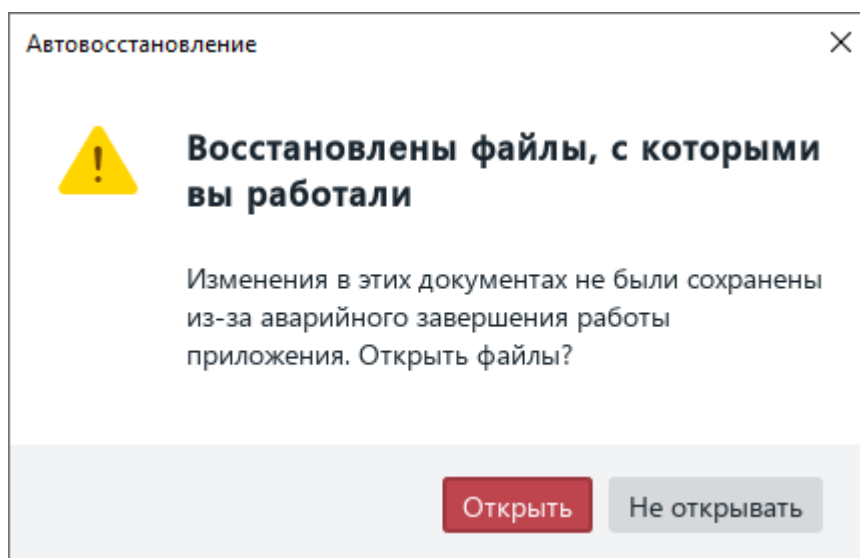 Автовосстановление
Восстановлены файлы, с которыми
вы работали
Изменения в этих документах не были сохранены
из-за аварийного завершения работы
приложения. Открыть файлы?
Открыть
Не открывать